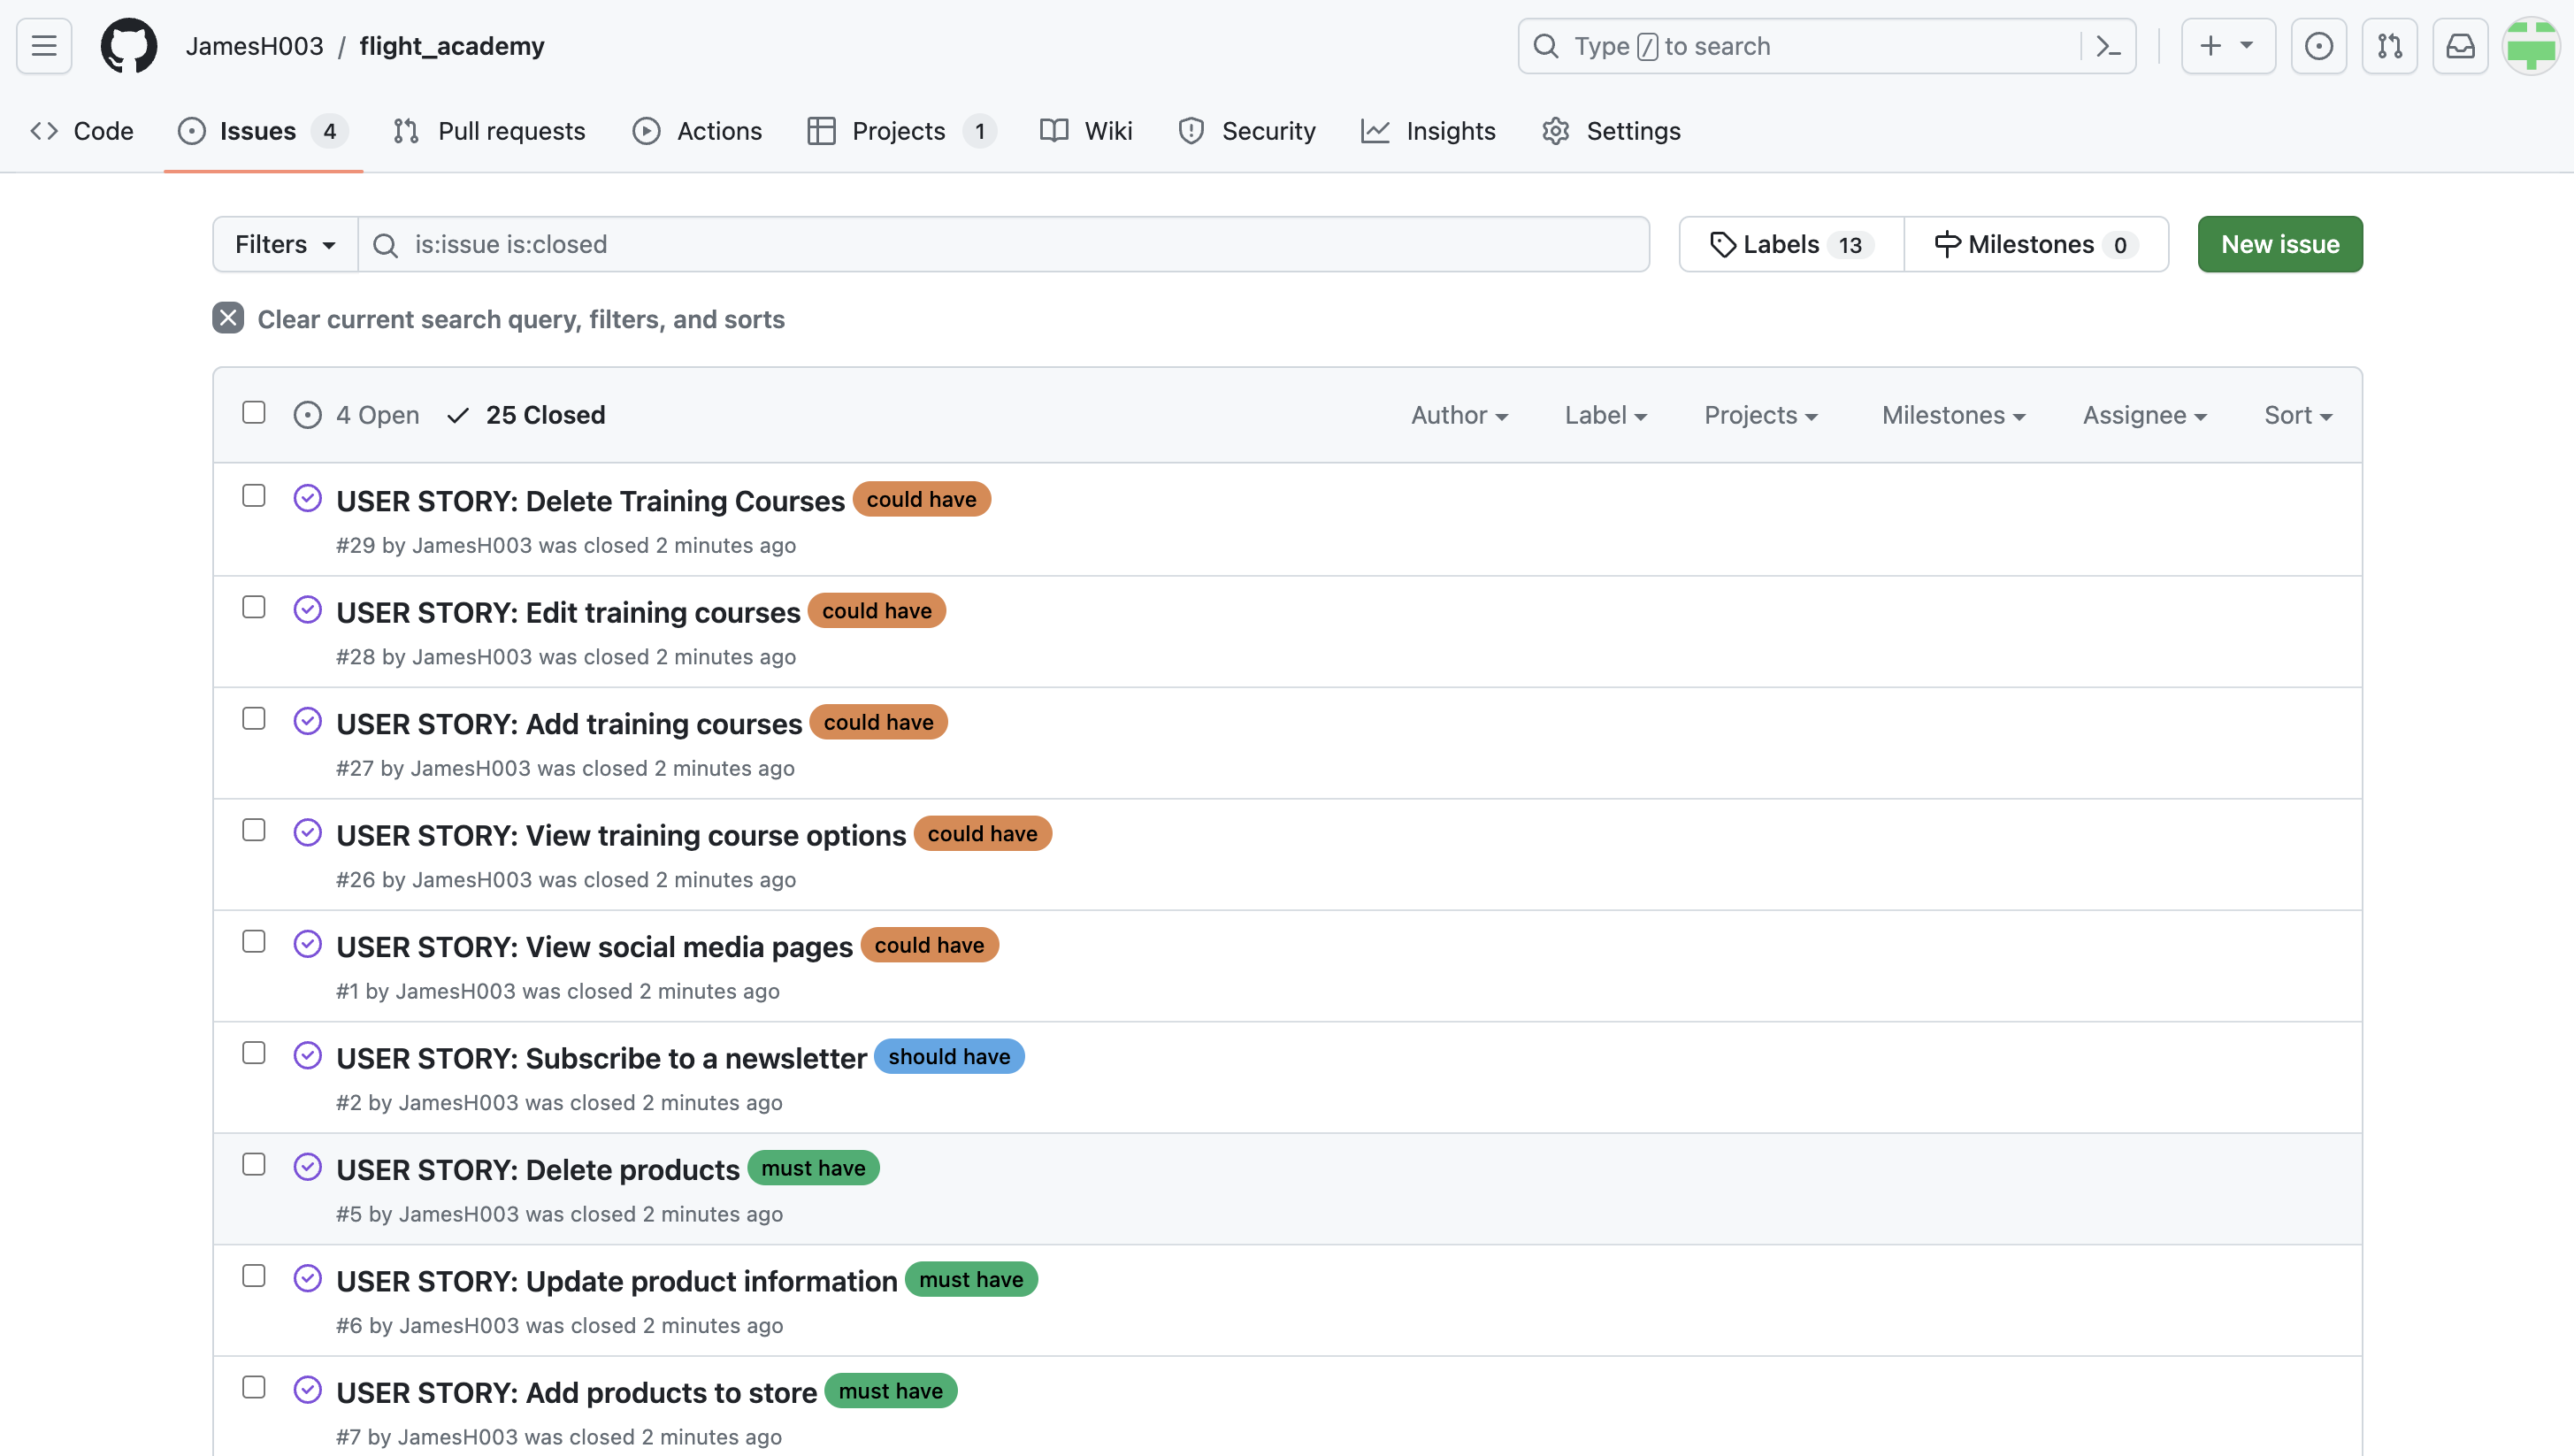 JamesH003 / flight_academy
Type / to search
Code Issues 4 Pull requests Actions Projects 1 Wiki Security Insights Settings
Filters is:issue is:closed Labels 13 Milestones 0 New issue
Clear current search query, filters, and sorts
4 Open 25 Closed Author Label Projects Milestones Assignee Sort
USER STORY: Delete Training Courses could have
#29 by JamesH003 was closed 2 minutes ago
USER STORY: Edit training courses could have
#28 by JamesH003 was closed 2 minutes ago
USER STORY: Add training courses could have
#27 by JamesH003 was closed 2 minutes ago
USER STORY: View training course options could have
#26 by JamesH003 was closed 2 minutes ago
USER STORY: View social media pages could have
#1 by JamesH003 was closed 2 minutes ago
USER STORY: Subscribe to a newsletter should have
#2 by JamesH003 was closed 2 minutes ago
USER STORY: Delete products must have
#5 by JamesH003 was closed 2 minutes ago
USER STORY: Update product information must have
#6 by JamesH003 was closed 2 minutes ago
USER STORY: Add products to store must have
#7 by JamesH003 was closed 2 minutes ago